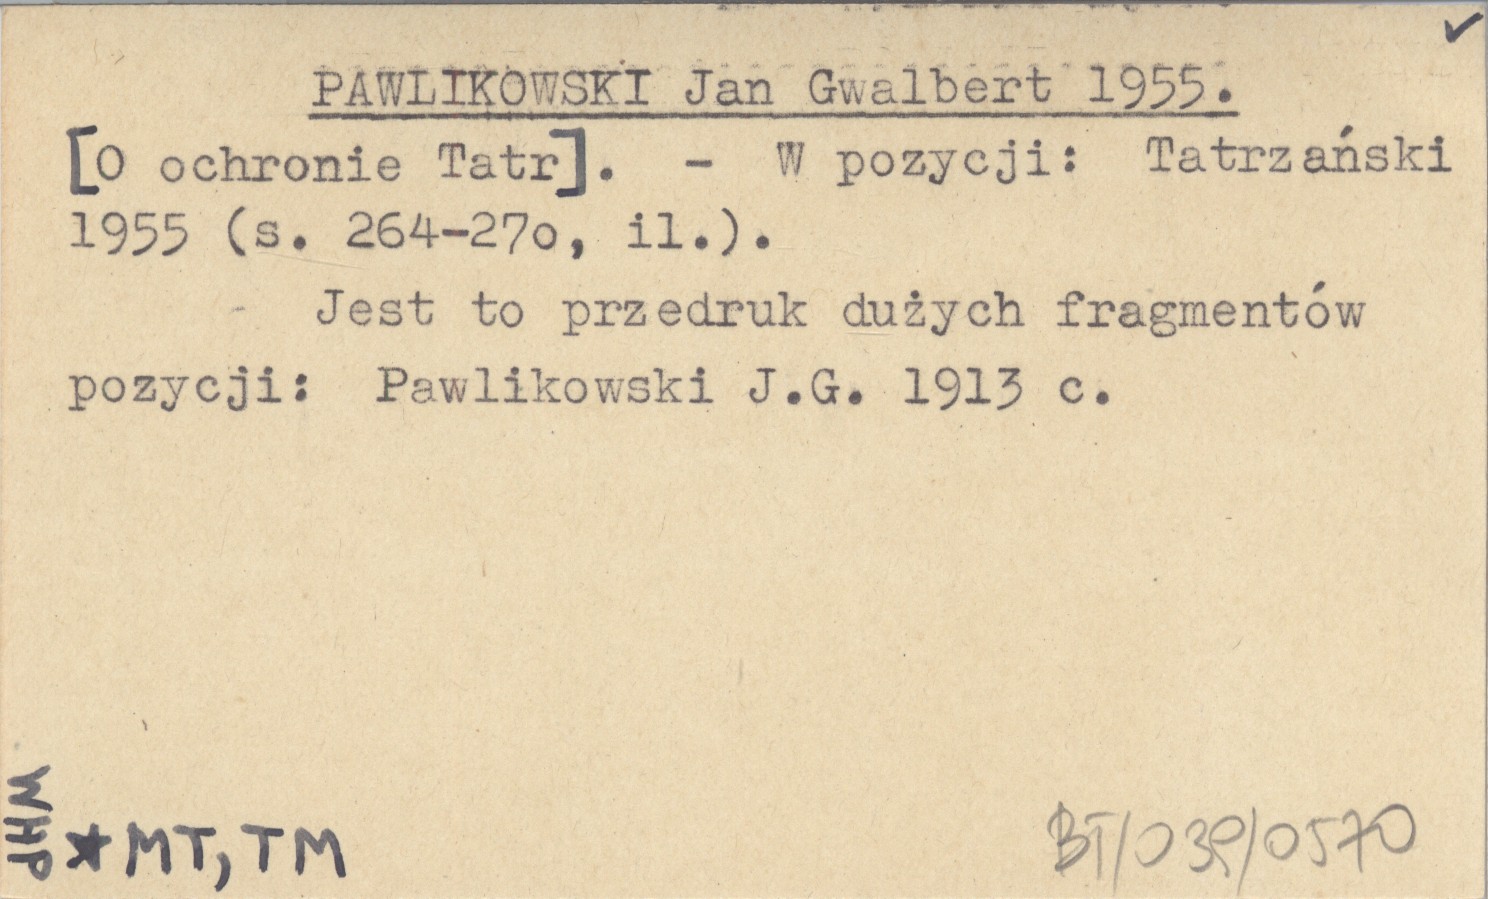 PAWLIKOWSKI Jan Gwalbert 1955.
[O ochronie Tatr]. - W pozycji: Tatrzański
1955 (s. 264-27o, il.).
Jest to przedruk dużych fragmentów
pozycji: Pawlikowski J.G. 1913 c.
WHP
★ MT, TM
BT/039/0570